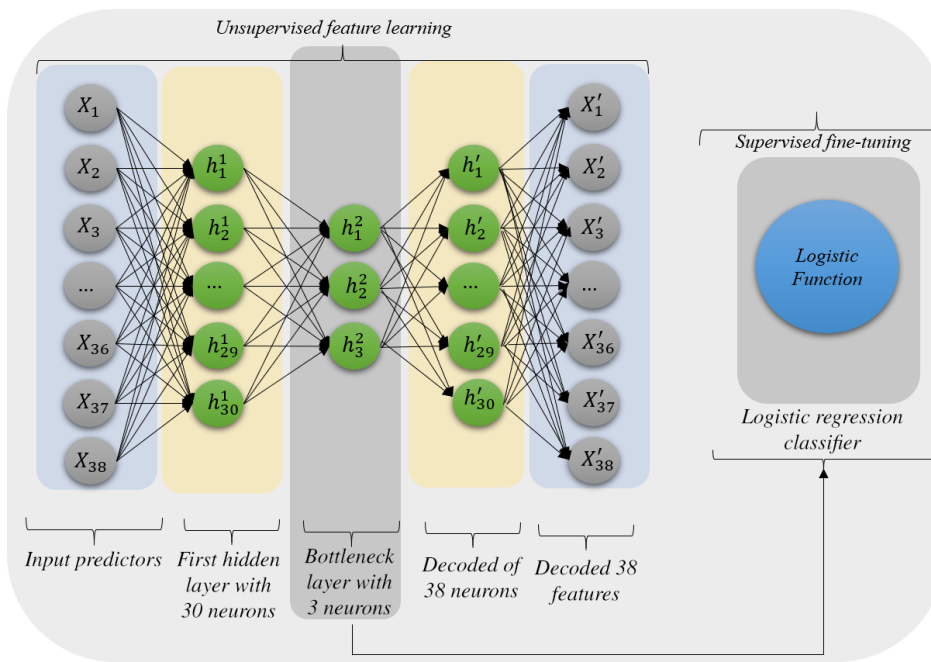 Unsupervised feature learning
X₁
X₂
X₃
...
X₃₆
X₃₇
X₃₈
h₁¹
h₂¹
...
h₂₉¹
h₃₀¹
h₁²
h₂²
h₃²
h′₁
h′₂
...
h′₂₉
h′₃₀
X′₁
X′₂
X′₃
...
X′₃₆
X′₃₇
X′₃₈
Input predictors
First hidden
layer with
30 neurons
Bottleneck
layer with
3 neurons
Decoded of
38 neurons
Decoded 38
features
Supervised fine-tuning
Logistic
Function
Logistic regression
classifier